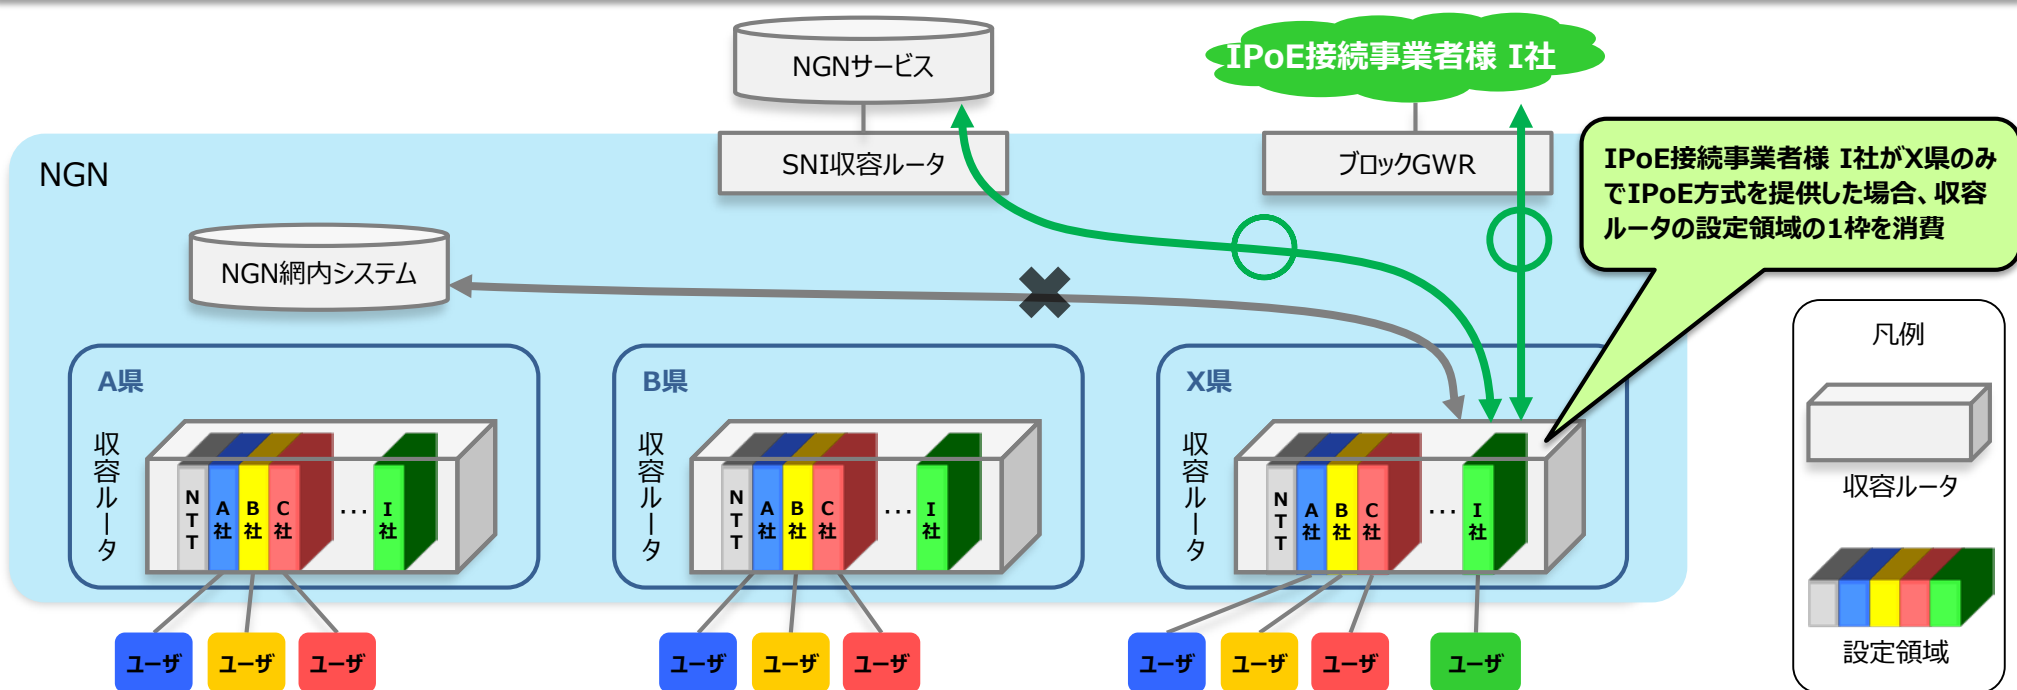 NGNサービス
IPoE接続事業者様 I社
NGN
SNI収容ルータ
ブロックGWR
IPoE接続事業者様 I社がX県のみ
でIPoE方式を提供した場合、収容
ルータの設定領域の1枠を消費
NGN網内システム
凡例
収容ルータ
設定領域
A県
収容ルータ
NTT
A社
B社
C社
…
I社
B県
収容ルータ
NTT
A社
B社
C社
…
I社
X県
収容ルータ
NTT
A社
B社
C社
…
I社
ユーザ
ユーザ
ユーザ
ユーザ
ユーザ
ユーザ
ユーザ
ユーザ
ユーザ
ユーザ